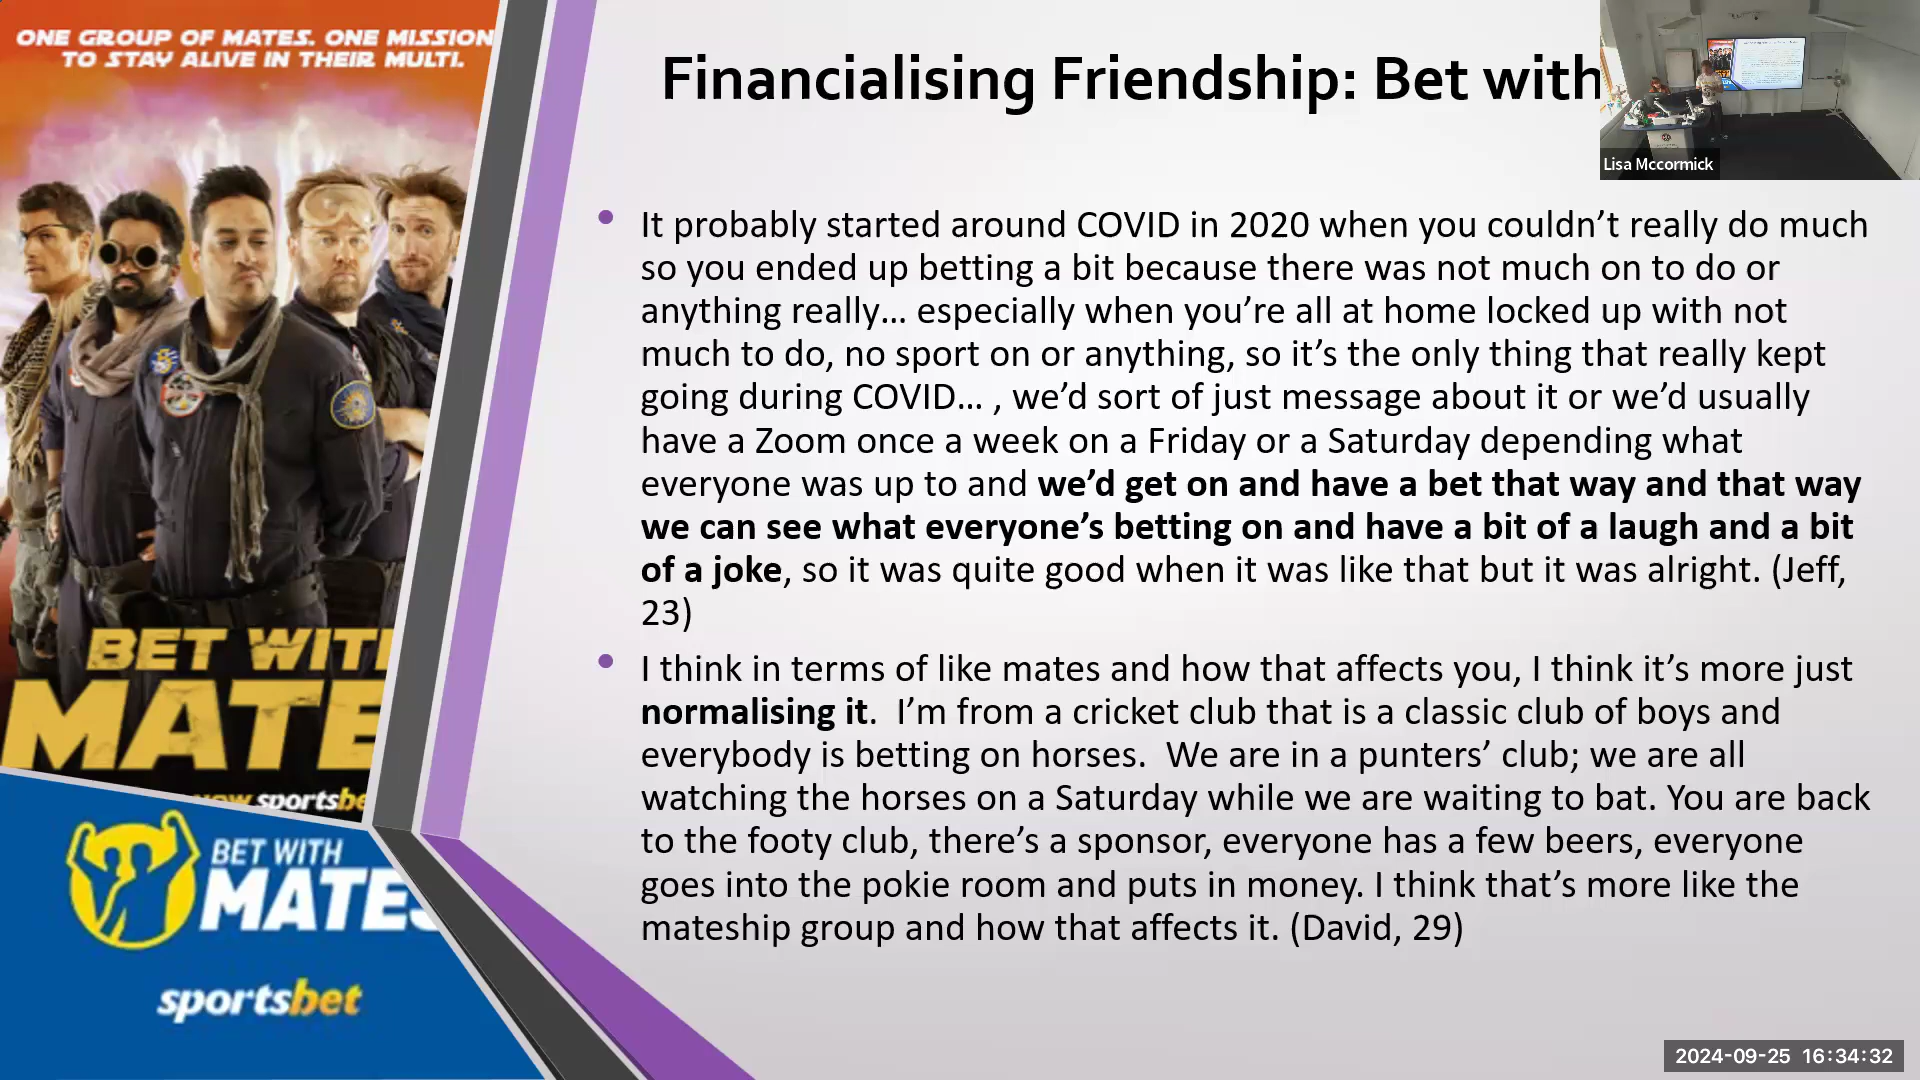 ONE GROUP OF MATES. ONE MISSION
TO STAY ALIVE IN THEIR MULTI.
BET WITH
MATE
sportsbe
BET WITH
MATES
sportsbet
Financialising Friendship: Bet with
Lisa Mccormick
• It probably started around COVID in 2020 when you couldn’t really do much
so you ended up betting a bit because there was not much on to do or
anything really… especially when you’re all at home locked up with not
much to do, no sport on or anything, so it’s the only thing that really kept
going during COVID… , we’d sort of just message about it or we’d usually
have a Zoom once a week on a Friday or a Saturday depending what
everyone was up to and we’d get on and have a bet that way and that way
we can see what everyone’s betting on and have a bit of a laugh and a bit
of a joke, so it was quite good when it was like that but it was alright. (Jeff,
23)
• I think in terms of like mates and how that affects you, I think it’s more just
normalising it.  I’m from a cricket club that is a classic club of boys and
everybody is betting on horses.  We are in a punters’ club; we are all
watching the horses on a Saturday while we are waiting to bat. You are back
to the footy club, there’s a sponsor, everyone has a few beers, everyone
goes into the pokie room and puts in money. I think that’s more like the
mateship group and how that affects it. (David, 29)
2024-09-25 16:34:32